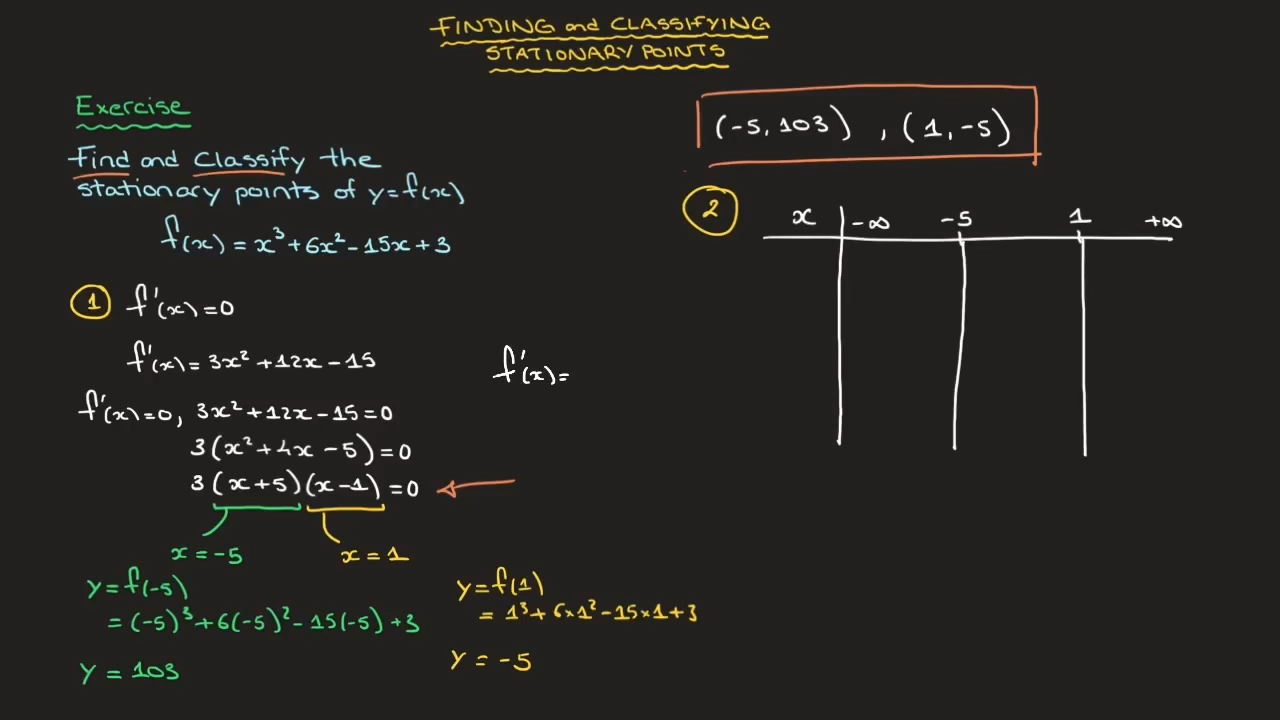 FINDING and CLASSIFYING
STATIONARY POINTS
Exercise
Find and Classify the
stationary points of y=f(x)
f(x) = x³+6x²-15x+3
1 f'(x)=0
f'(x)= 3x²+12x-15
f'(x)=0, 3x²+12x-15=0
3(x²+4x-5)=0
3(x+5)(x-1)=0
x=-5 x=1
y=f(-5)
=(-5)³+6(-5)²-15(-5)+3
y = 103
y=f(1)
= 1³+6×1²-15×1+3
y = -5
f'(x)=
(-5,103) , (1,-5)
2
x -∞ -5 1 +∞